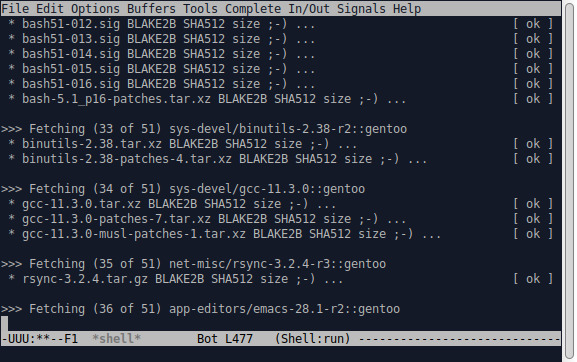 File Edit Options Buffers Tools Complete In/Out Signals Help
* bash51-012.sig BLAKE2B SHA512 size ;-) ... [ ok ]
* bash51-013.sig BLAKE2B SHA512 size ;-) ... [ ok ]
* bash51-014.sig BLAKE2B SHA512 size ;-) ... [ ok ]
* bash51-015.sig BLAKE2B SHA512 size ;-) ... [ ok ]
* bash51-016.sig BLAKE2B SHA512 size ;-) ... [ ok ]
* bash-5.1_p16-patches.tar.xz BLAKE2B SHA512 size ;-) ... [ ok ]
>>> Fetching (33 of 51) sys-devel/binutils-2.38-r2::gentoo
* binutils-2.38.tar.xz BLAKE2B SHA512 size ;-) ... [ ok ]
* binutils-2.38-patches-4.tar.xz BLAKE2B SHA512 size ;-) ... [ ok ]
>>> Fetching (34 of 51) sys-devel/gcc-11.3.0::gentoo
* gcc-11.3.0.tar.xz BLAKE2B SHA512 size ;-) ... [ ok ]
* gcc-11.3.0-patches-7.tar.xz BLAKE2B SHA512 size ;-) ... [ ok ]
* gcc-11.3.0-musl-patches-1.tar.xz BLAKE2B SHA512 size ;-) ... [ ok ]
>>> Fetching (35 of 51) net-misc/rsync-3.2.4-r3::gentoo
* rsync-3.2.4.tar.gz BLAKE2B SHA512 size ;-) ... [ ok ]
>>> Fetching (36 of 51) app-editors/emacs-28.1-r2::gentoo
-UUU:**--F1 *shell* Bot L477 (Shell:run) -----------------------------